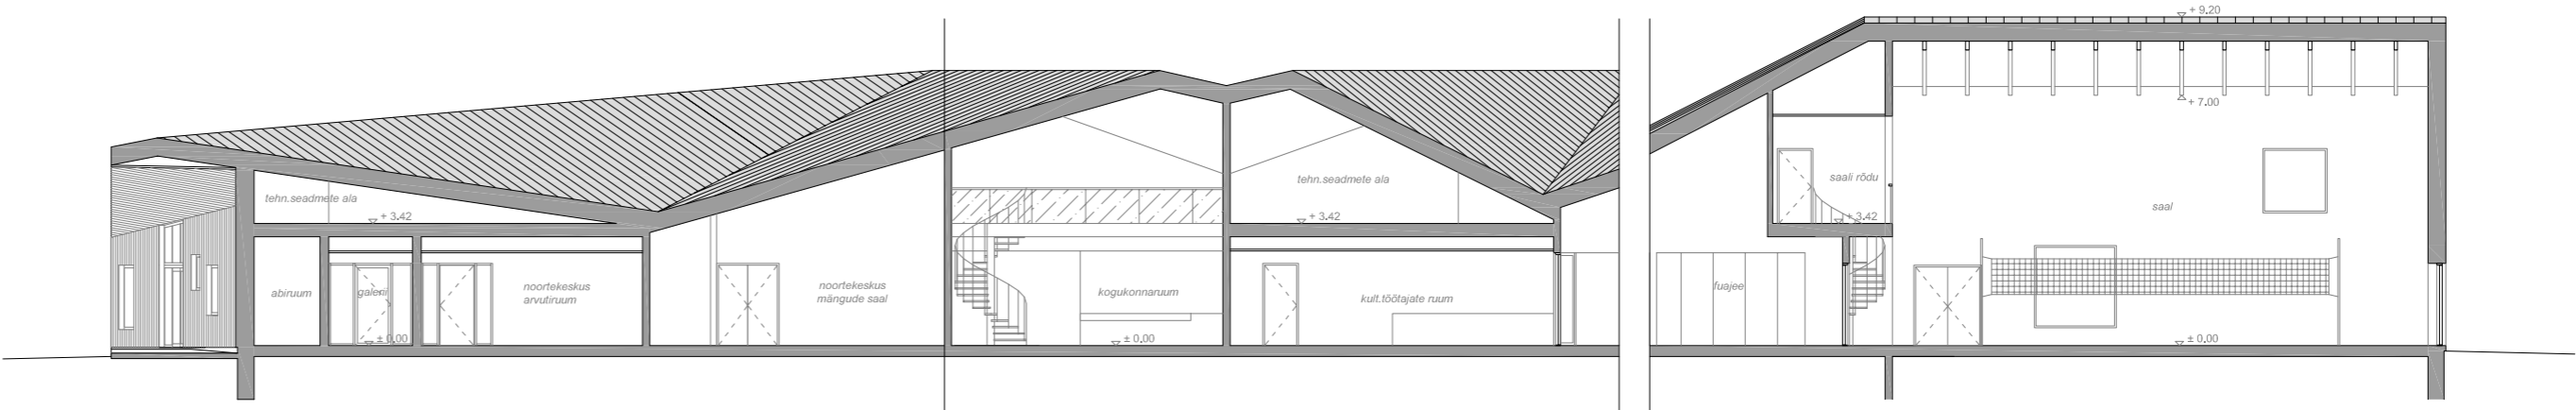 + 9.20
+ 7.00
tehn.seadmete ala
saali rõdu
tehn.seadmete ala
saal
+ 3.42
+ 3.42
+ 3.42
abiruum
galerii
noortekeskus
arvutiruum
noortekeskus
mängude saal
kogukonnaruum
kult.töötajate ruum
fuajee
± 0.00
± 0.00
± 0.00